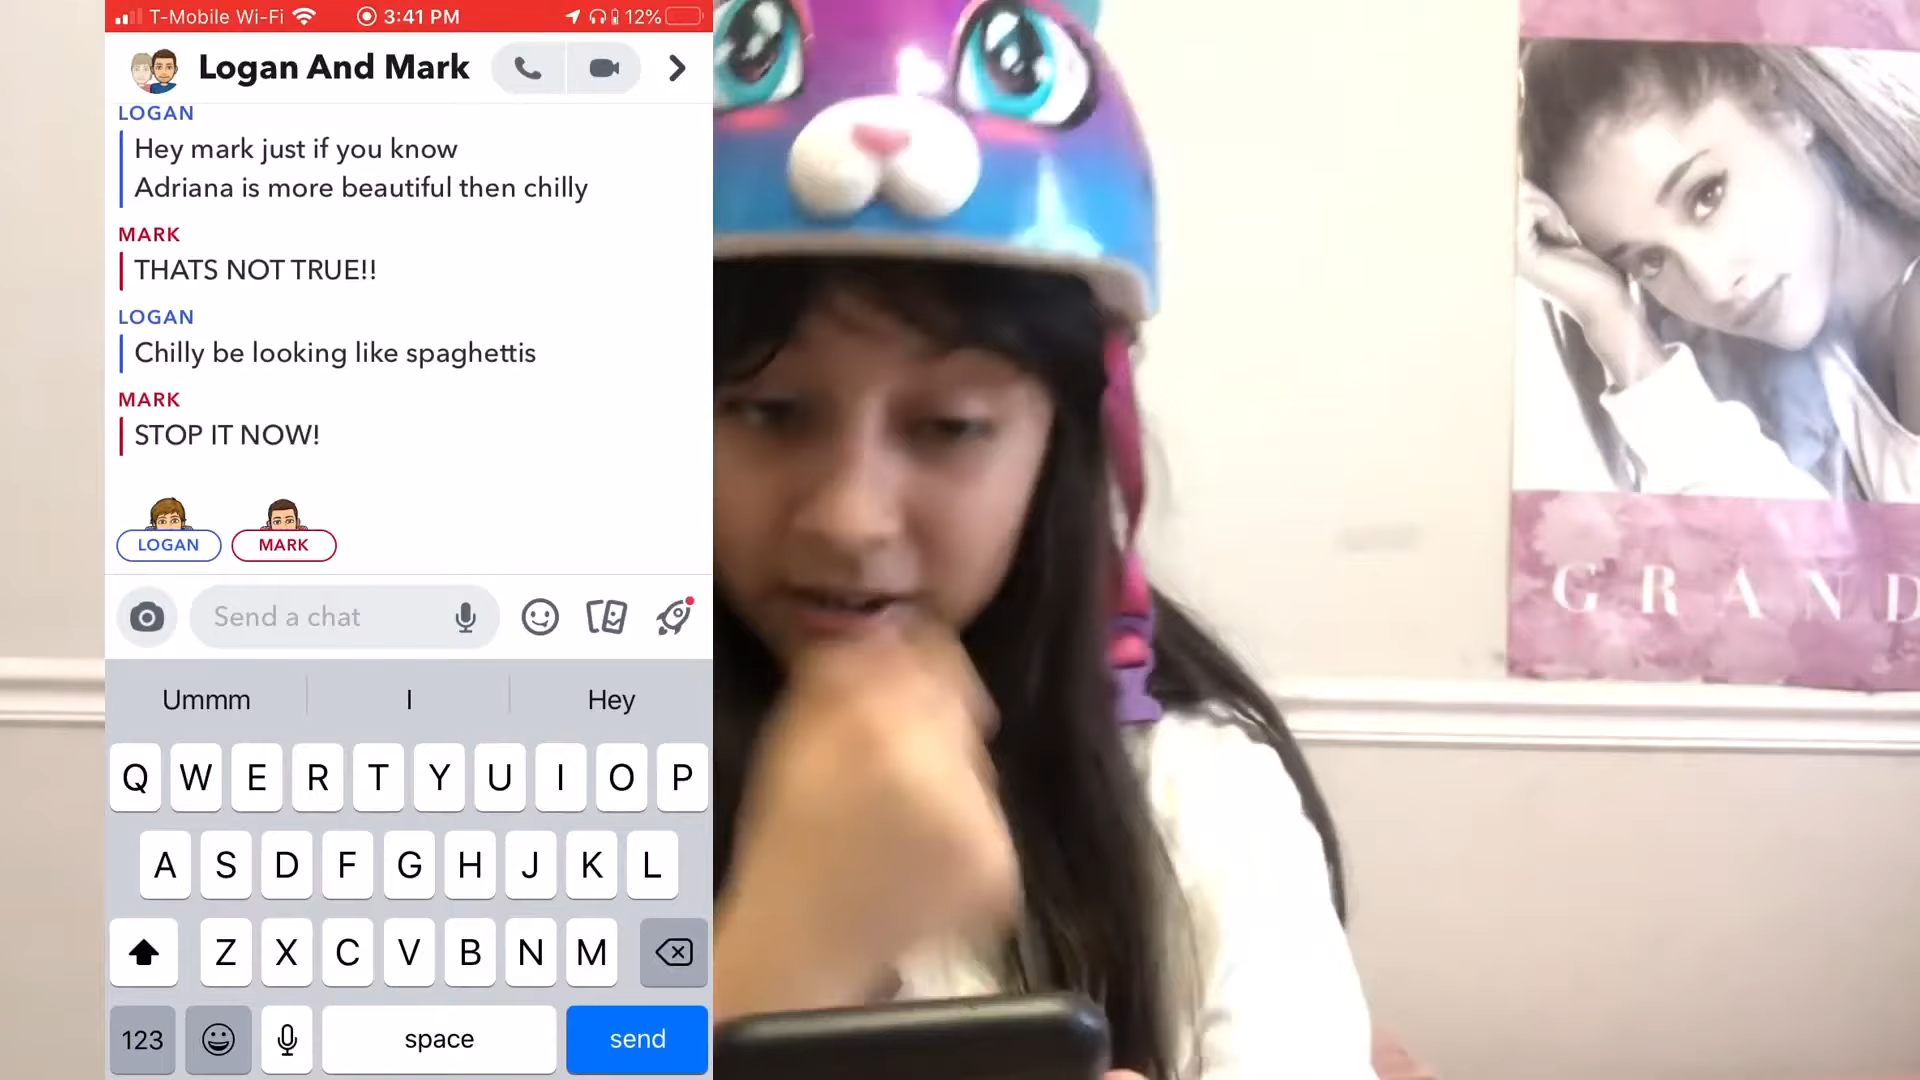 T-Mobile Wi-Fi 3:41 PM 12%
Logan And Mark
LOGAN
Hey mark just if you know
Adriana is more beautiful then chilly
MARK
THATS NOT TRUE!!
LOGAN
Chilly be looking like spaghettis
MARK
STOP IT NOW!
LOGAN MARK
Send a chat
Ummm I Hey
Q W E R T Y U I O P
A S D F G H J K L
Z X C V B N M
123 space send
G R A N D